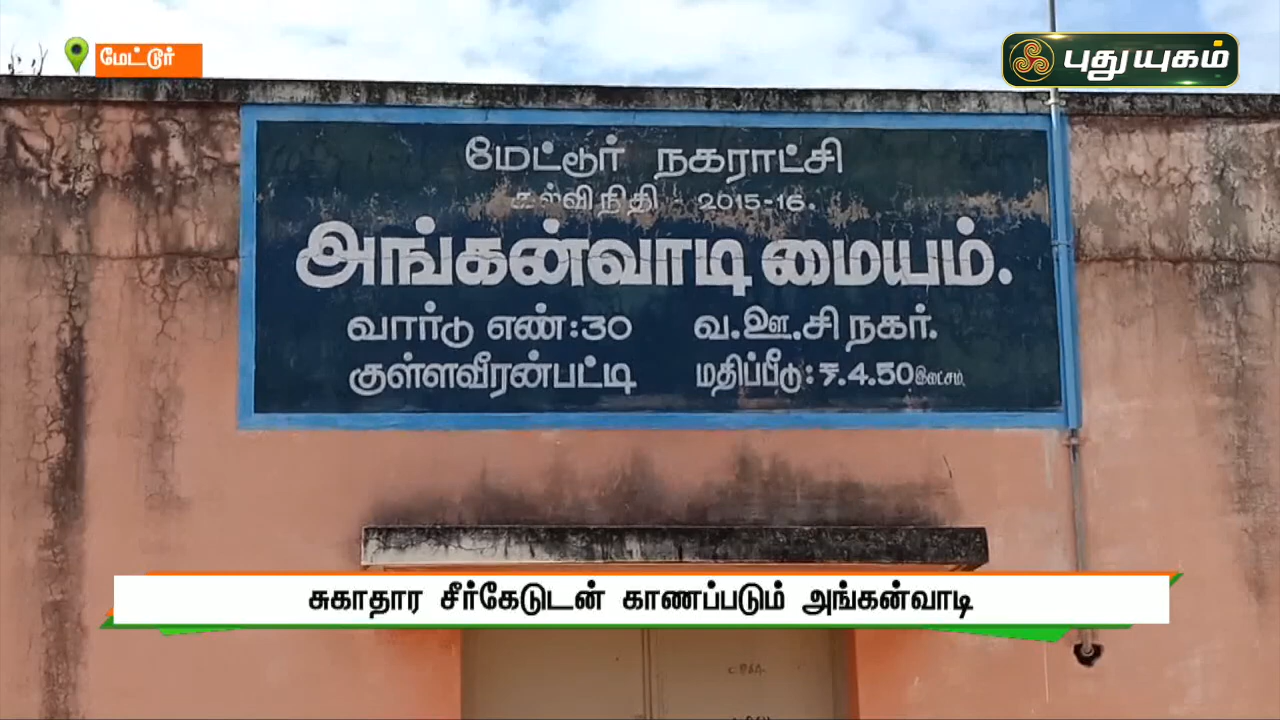 மேட்டூர்
புதுயுகம்
மேட்டூர் நகராட்சி
கல்வி நிதி - 2015-16.
அங்கன்வாடி மையம்.
வார்டு எண்:30 வ.ஊ.சி நகர்.
குள்ளவீரன்பட்டி மதிப்பீடு:₹.4.50இலட்சம்.
சுகாதார சீர்கேடுடன் காணப்படும் அங்கன்வாடி